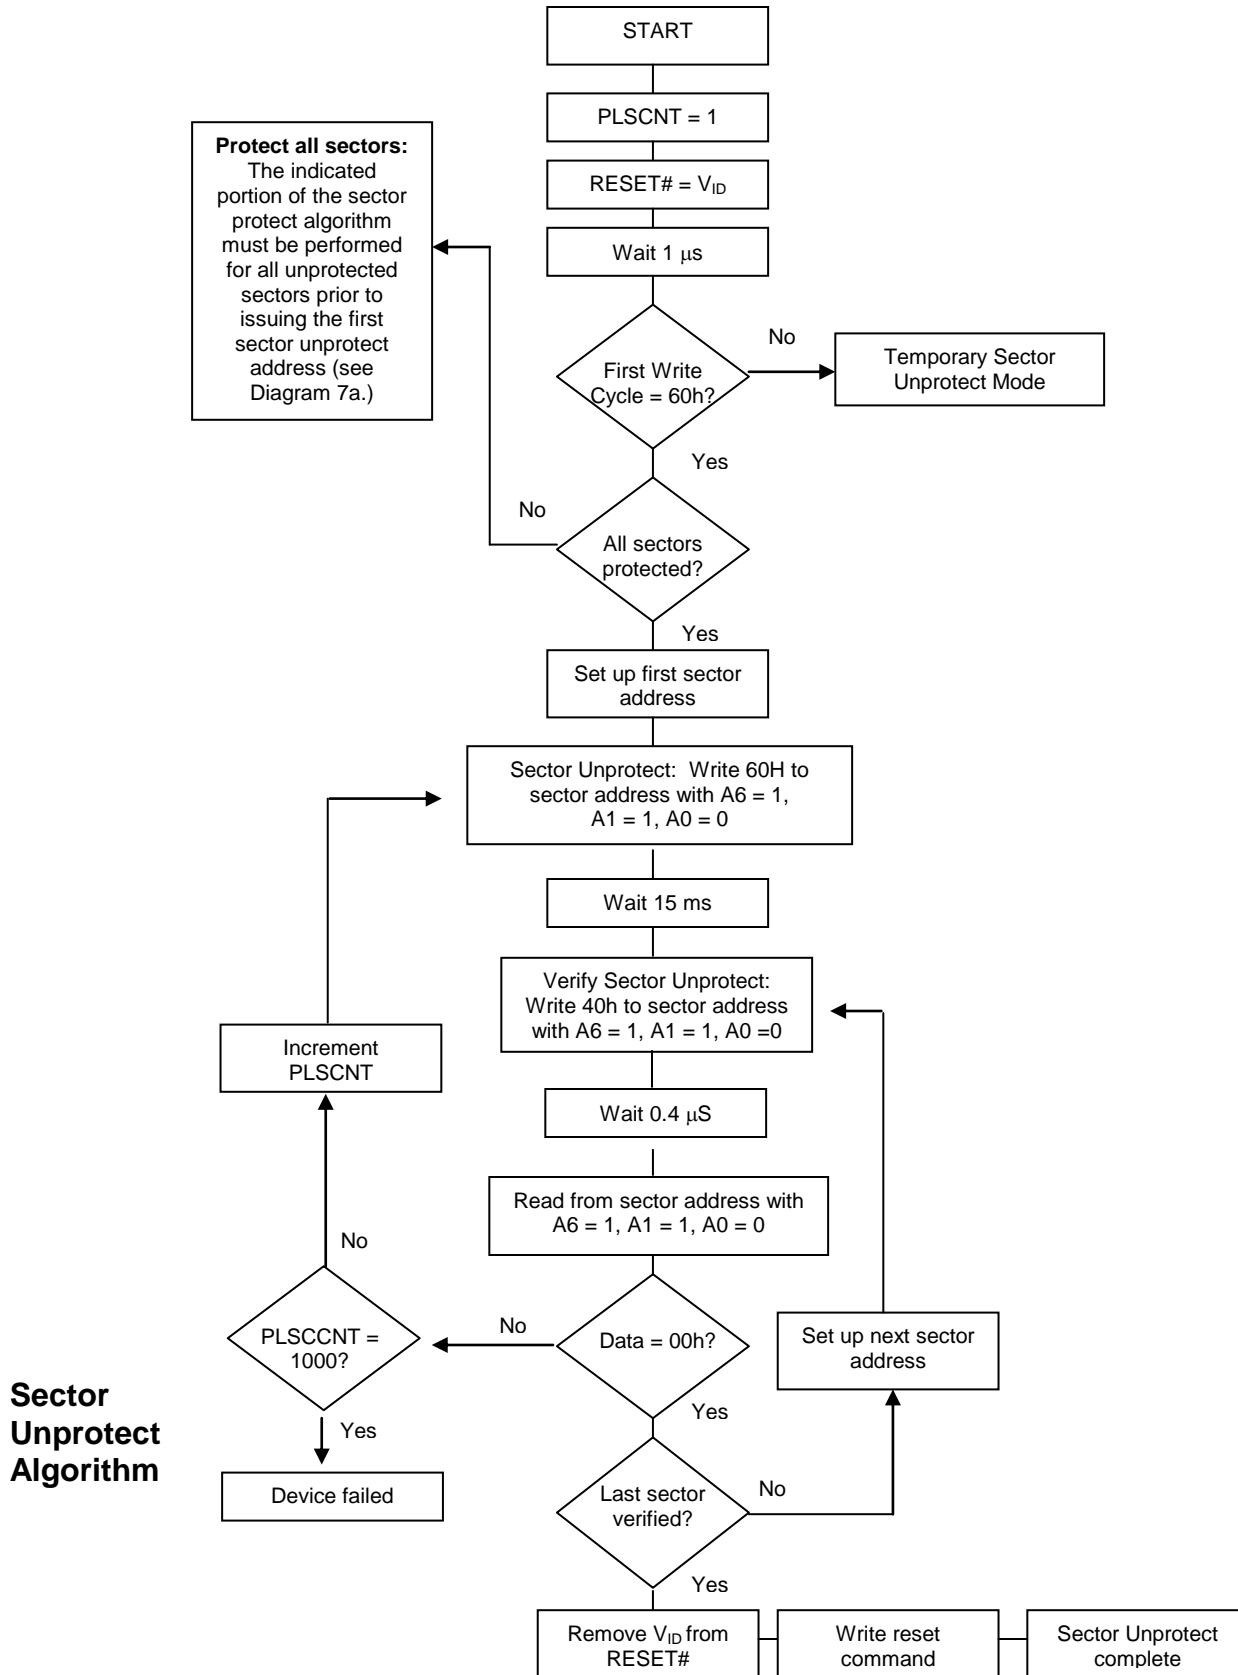 START
PLSCNT = 1
Protect all sectors:
The indicated
portion of the sector
protect algorithm
must be performed
for all unprotected
sectors prior to
issuing the first
sector unprotect
address (see
Diagram 7a.)
RESET# = VID
Wait 1 μs
First Write
Cycle = 60h?
No
Temporary Sector
Unprotect Mode
Yes
No
All sectors
protected?
Yes
Set up first sector
address
Sector Unprotect: Write 60H to
sector address with A6 = 1,
A1 = 1, A0 = 0
Wait 15 ms
Verify Sector Unprotect:
Write 40h to sector address
with A6 = 1, A1 = 1, A0 =0
Increment
PLSCNT
Wait 0.4 μS
Read from sector address with
A6 = 1, A1 = 1, A0 = 0
No
PLSCCNT =
1000?
No
Data = 00h?
Set up next sector
address
Sector
Unprotect
Algorithm
Yes
Yes
Device failed
Last sector
verified?
No
Yes
Remove VID from
RESET#
Write reset
command
Sector Unprotect
complete